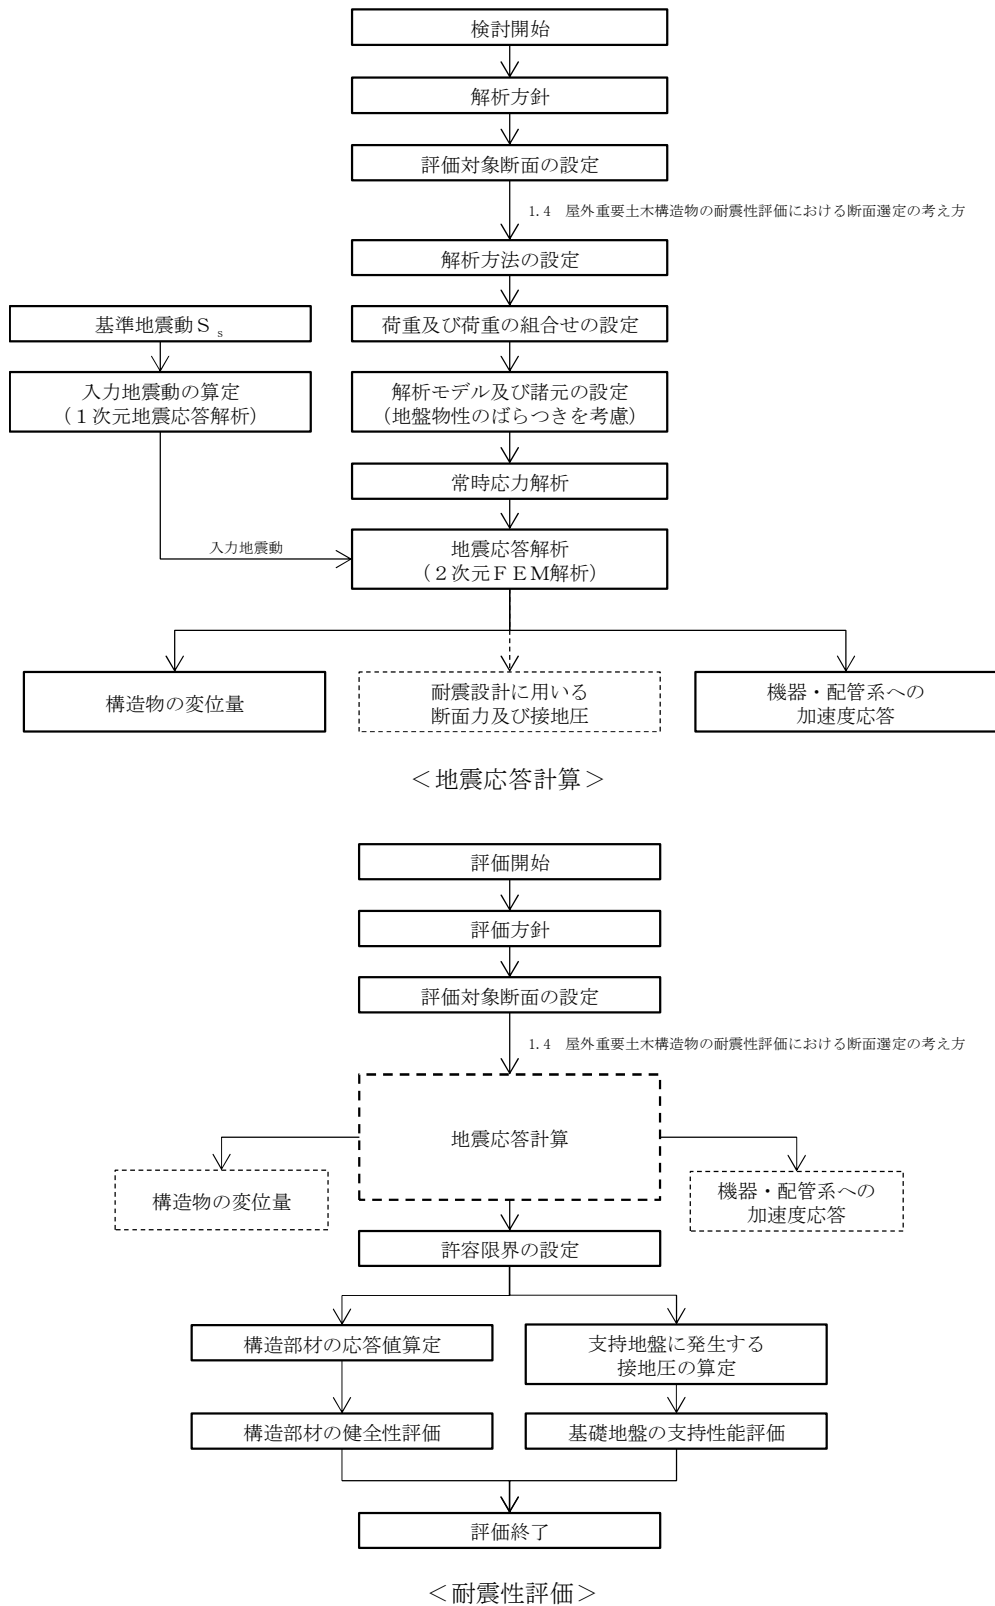 検討開始
解析方針
評価対象断面の設定
1.4　屋外重要土木構造物の耐震性評価における断面選定の考え方
解析方法の設定
基準地震動Ｓs
荷重及び荷重の組合せの設定
入力地震動の算定
（１次元地震応答解析）
解析モデル及び諸元の設定
（地盤物性のばらつきを考慮）
常時応力解析
入力地震動
地震応答解析
（２次元ＦＥＭ解析）
構造物の変位量
耐震設計に用いる
断面力及び接地圧
機器・配管系への
加速度応答
＜地震応答計算＞
評価開始
評価方針
評価対象断面の設定
1.4　屋外重要土木構造物の耐震性評価における断面選定の考え方
地震応答計算
構造物の変位量
機器・配管系への
加速度応答
許容限界の設定
構造部材の応答値算定
支持地盤に発生する
接地圧の算定
構造部材の健全性評価
基礎地盤の支持性能評価
評価終了
＜耐震性評価＞